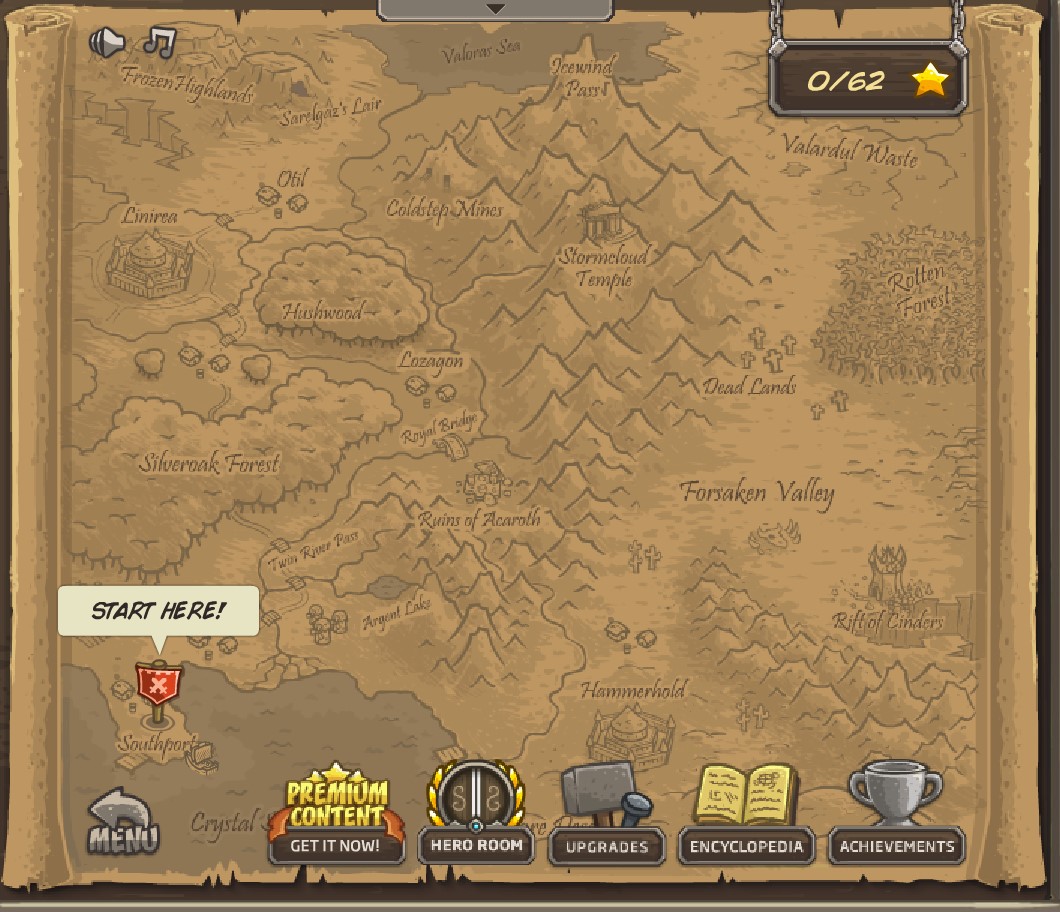 Valoras Sea
Icewind
Pass
0/62
Frozen Highlands
Sarelgaz's Lair
Valardul Waste
Otil
Linirea
Coldstep Mines
Stormcloud
Temple
Rotten
Forest
Hushwood
Lozagon
Dead Lands
Royal Bridge
Silveroak Forest
Forsaken Valley
Ruins of Acaroth
Twin River Pass
START HERE!
Argent Lake
Rift of Cinders
Hammerhold
Southport
PREMIUM
CONTENT
Crystal
MENU
GET IT NOW!
HERO ROOM
UPGRADES
ENCYCLOPEDIA
ACHIEVEMENTS